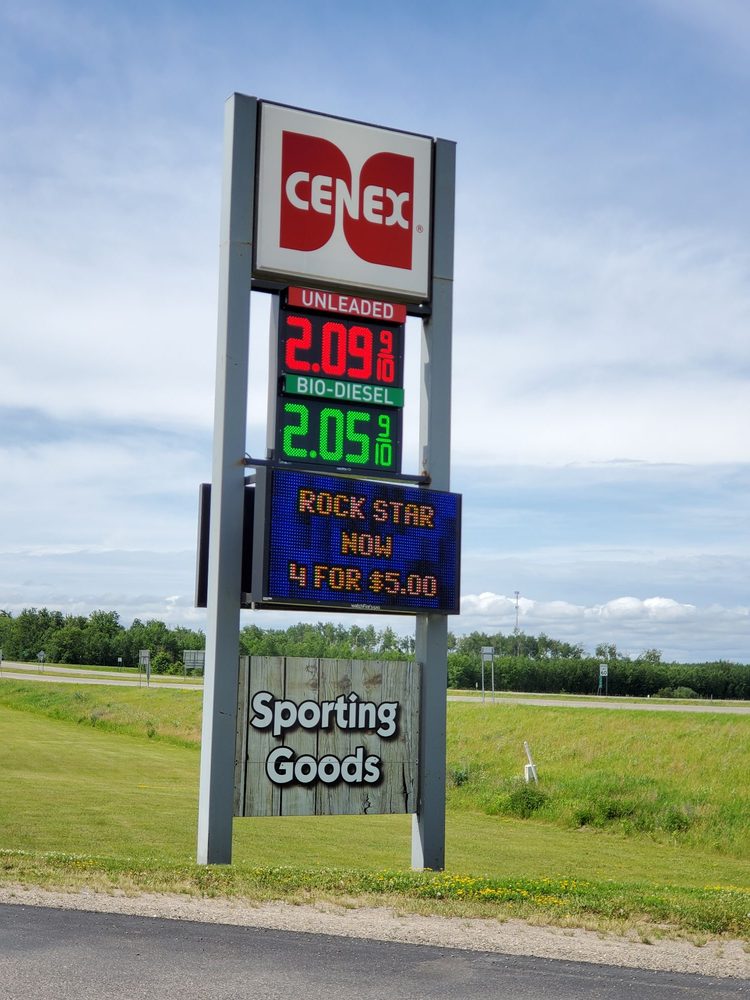 CENEX®
UNLEADED
2.09 9/10
BIO-DIESEL
2.05 9/10
ROCK STAR
NOW
4 FOR $5.00
Sporting
Goods